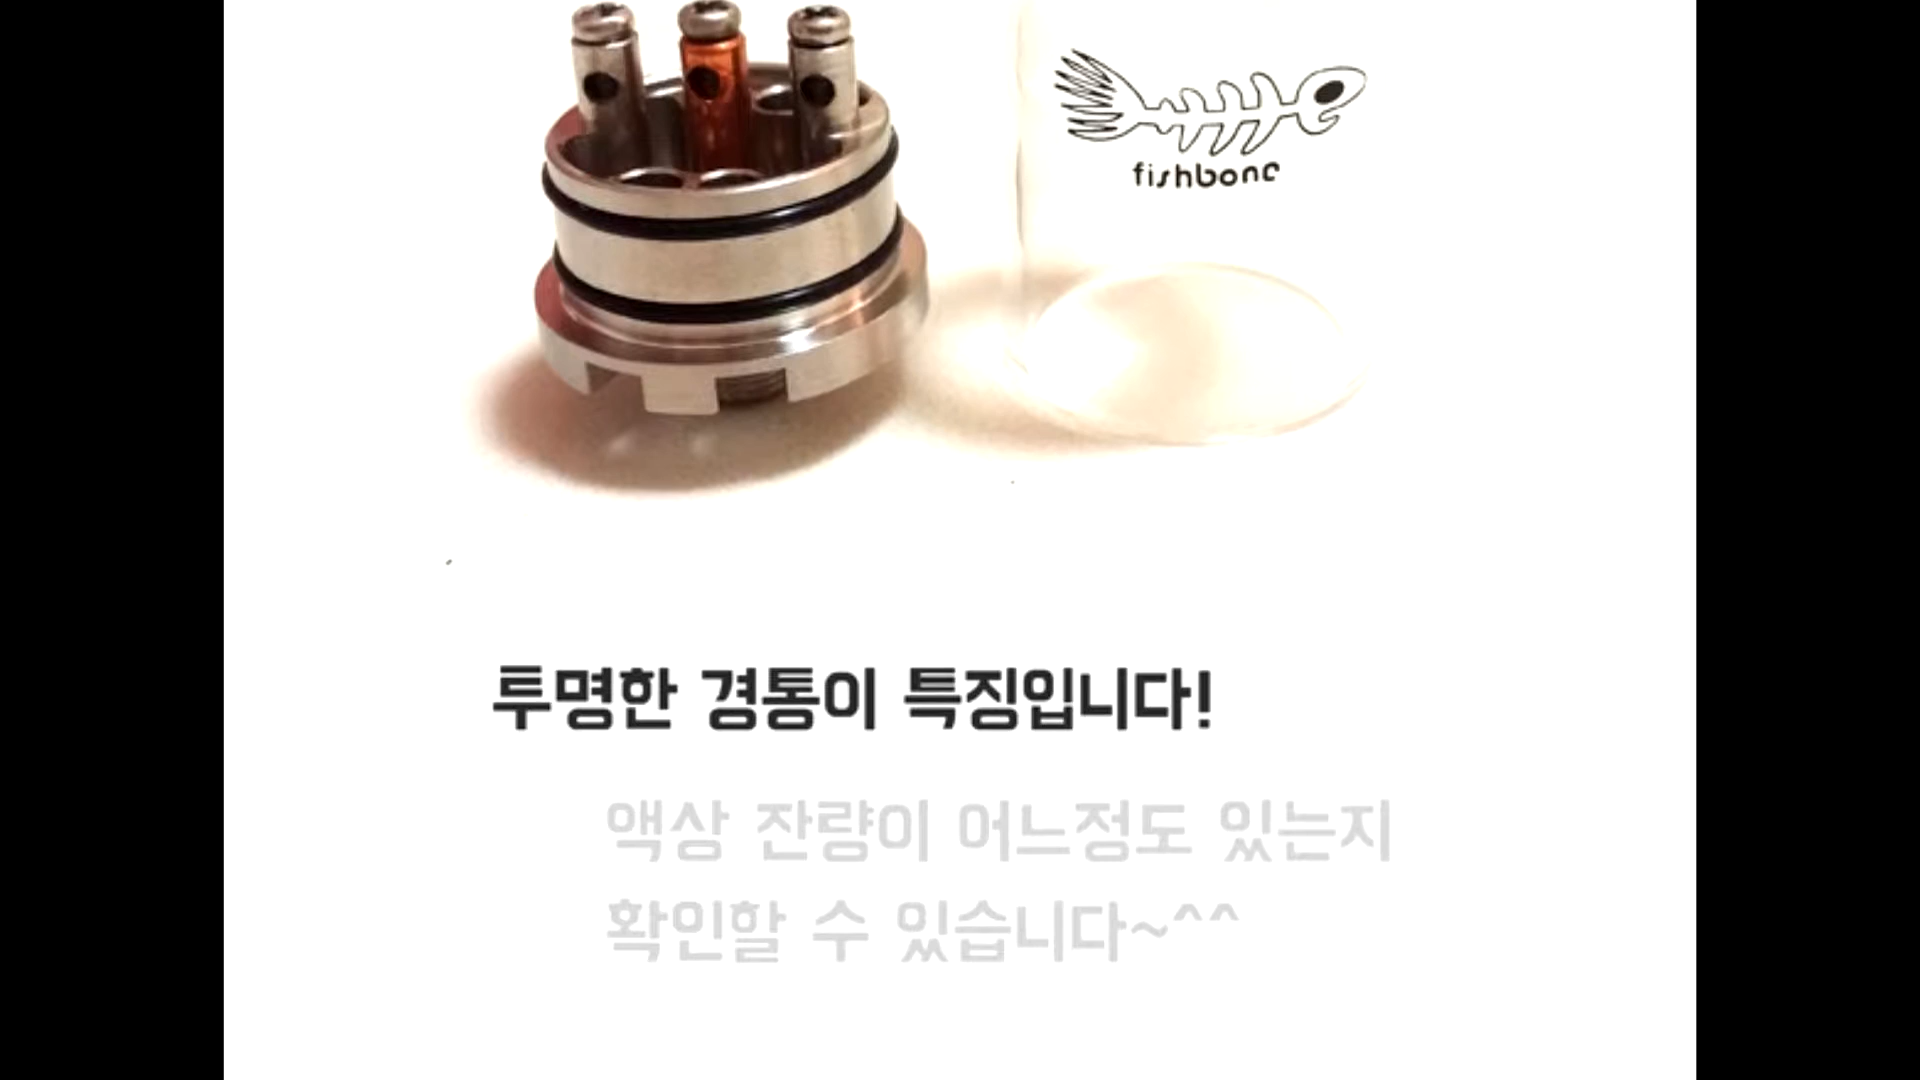 fishbone
투명한 경통이 특징입니다!
액상 잔량이 어느정도 있는지
확인할 수 있습니다~^^